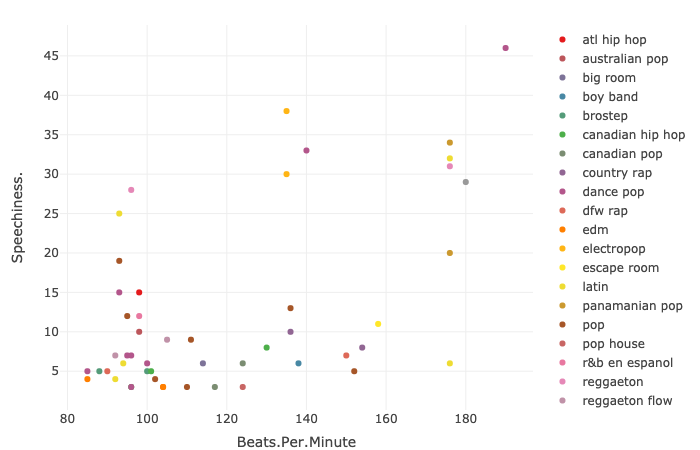 45
40
35
30
25
20
15
10
5
Speechiness.
80
100
120
140
160
180
Beats.Per.Minute
atl hip hop
australian pop
big room
boy band
brostep
canadian hip hop
canadian pop
country rap
dance pop
dfw rap
edm
electropop
escape room
latin
panamanian pop
pop
pop house
r&b en espanol
reggaeton
reggaeton flow